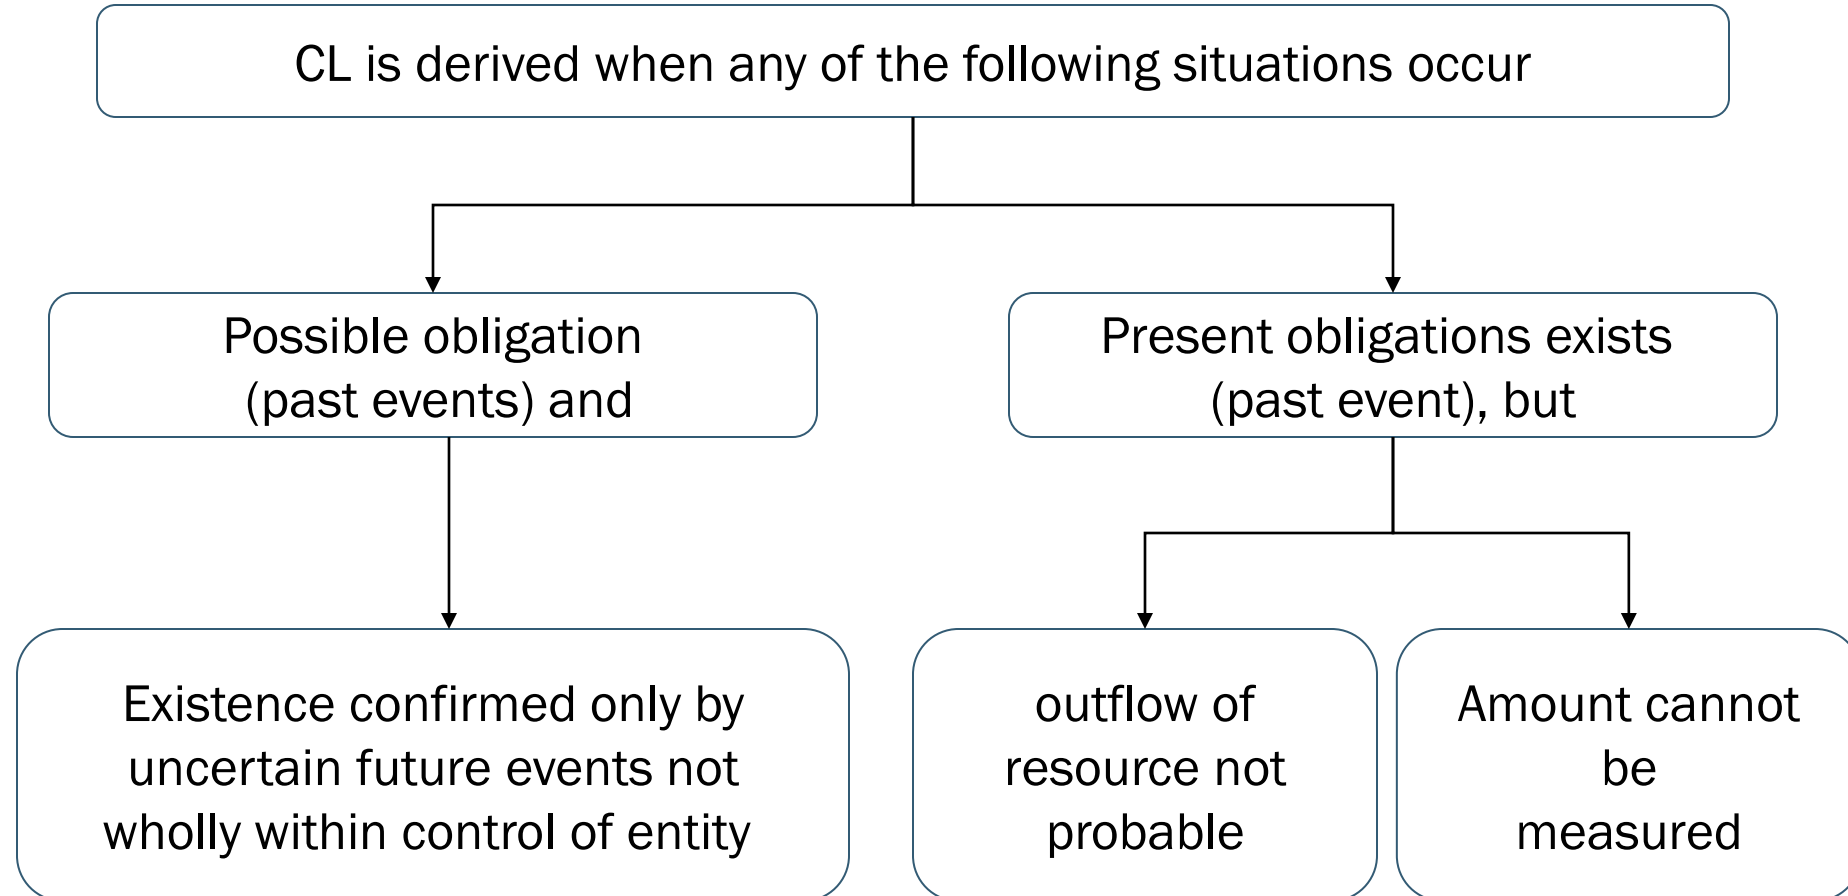 CL is derived when any of the following situations occur
Possible obligation
(past events) and
Present obligations exists
(past event), but
Existence confirmed only by
uncertain future events not
wholly within control of entity
outflow of
resource not
probable
Amount cannot
be
measured